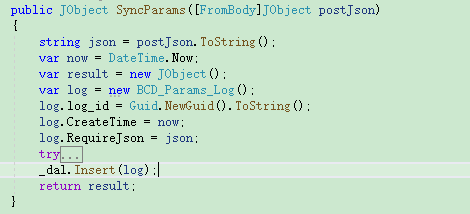 public JObject SyncParams([FromBody]JObject postJson)
{
string json = postJson.ToString();
var now = DateTime.Now;
var result = new JObject();
var log = new BCD_Params_Log();
log.log_id = Guid.NewGuid().ToString();
log.CreateTime = now;
log.RequireJson = json;
try...
_dal.Insert(log);
return result;
}